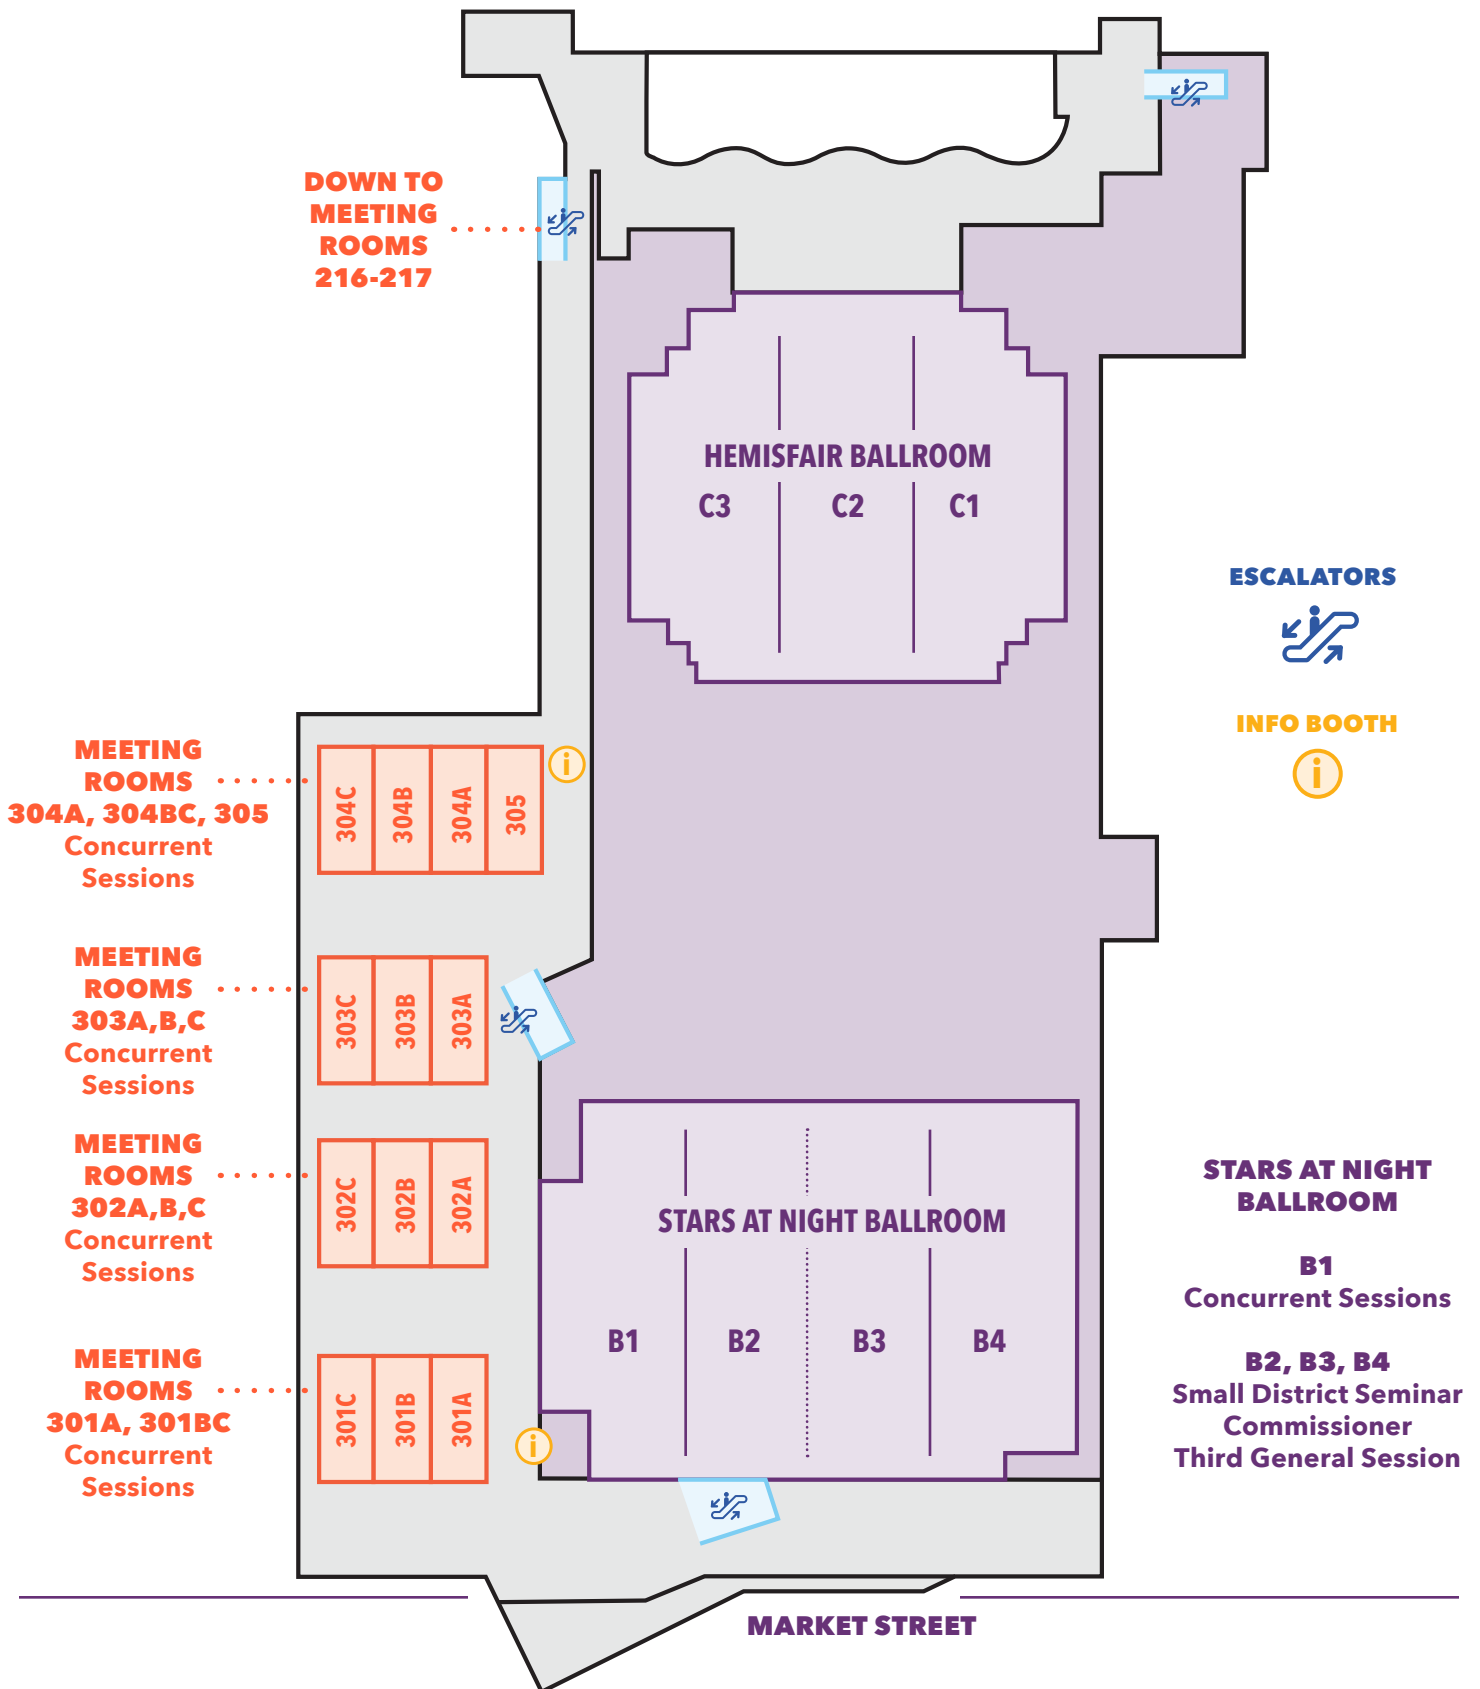 DOWN TO
MEETING
ROOMS
216-217
HEMISFAIR BALLROOM
C3
C2
C1
ESCALATORS
INFO BOOTH
i
MEETING
ROOMS
304A, 304BC, 305
Concurrent
Sessions
304C
304B
304A
305
i
MEETING
ROOMS
303A,B,C
Concurrent
Sessions
303C
303B
303A
MEETING
ROOMS
302A,B,C
Concurrent
Sessions
302C
302B
302A
MEETING
ROOMS
301A, 301BC
Concurrent
Sessions
301C
301B
301A
i
STARS AT NIGHT BALLROOM
B1
B2
B3
B4
STARS AT NIGHT
BALLROOM
B1
Concurrent Sessions
B2, B3, B4
Small District Seminar
Commissioner
Third General Session
MARKET STREET